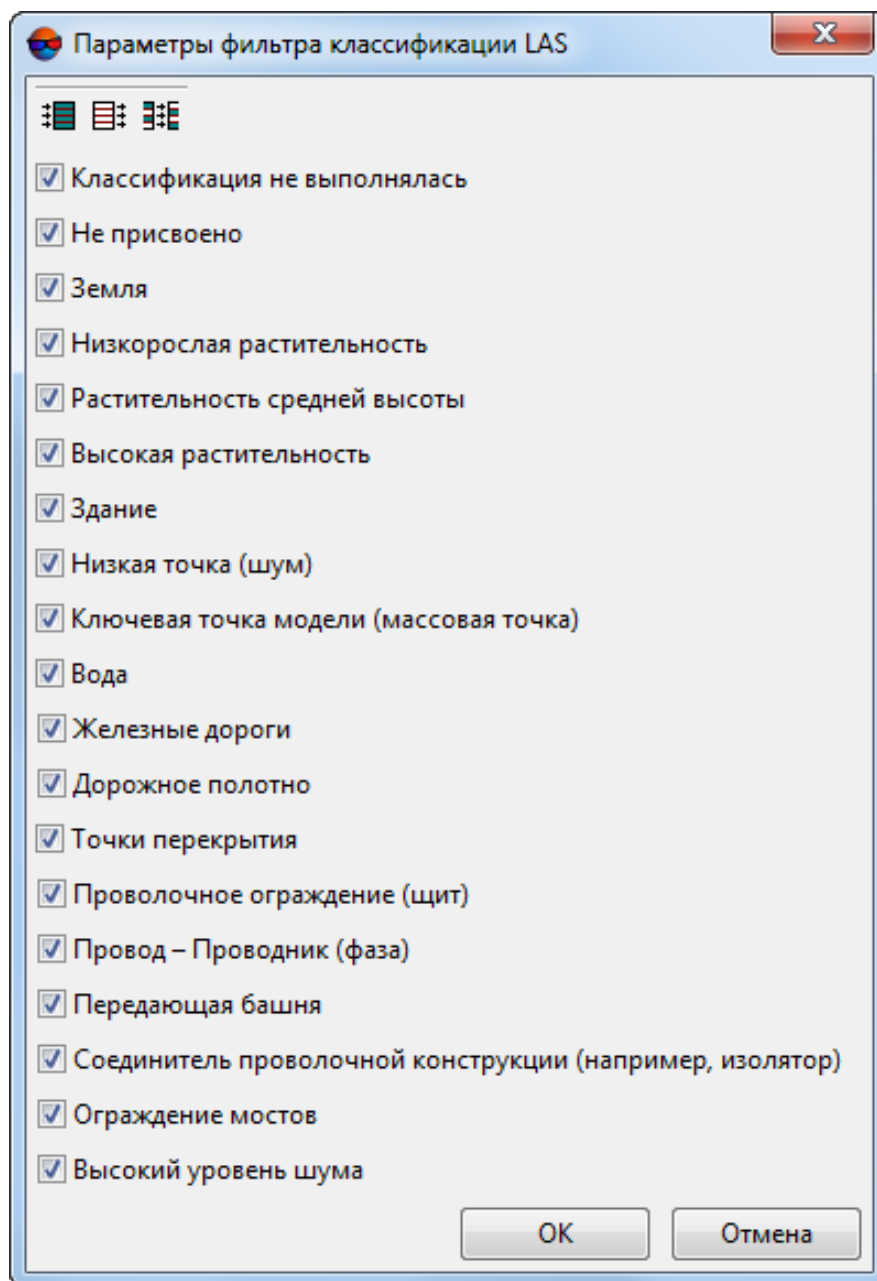 Параметры фильтра классификации LAS
Классификация не выполнялась
Не присвоено
Земля
Низкорослая растительность
Растительность средней высоты
Высокая растительность
Здание
Низкая точка (шум)
Ключевая точка модели (массовая точка)
Вода
Железные дороги
Дорожное полотно
Точки перекрытия
Проволочное ограждение (щит)
Провод – Проводник (фаза)
Передающая башня
Соединитель проволочной конструкции (например, изолятор)
Ограждение мостов
Высокий уровень шума
OK Отмена